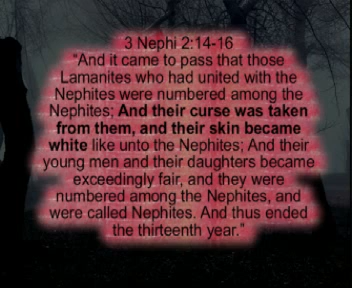 3 Nephi 2:14-16
"And it came to pass that those
Lamanites who had united with the
Nephites were numbered among the
Nephites; And their curse was taken
from them, and their skin became
white like unto the Nephites; And their
young men and their daughters became
exceedingly fair, and they were
numbered among the Nephites, and
were called Nephites. And thus ended
the thirteenth year."